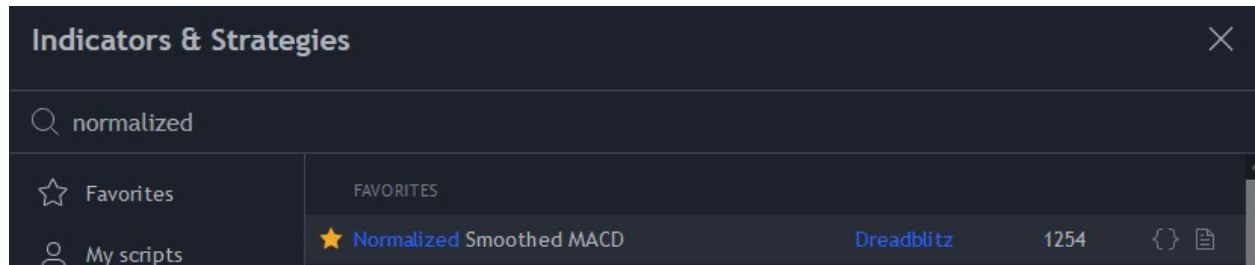 Indicators & Strategies
normalized
Favorites
FAVORITES
Normalized Smoothed MACD Dreadblitz 1254 {}
My scripts